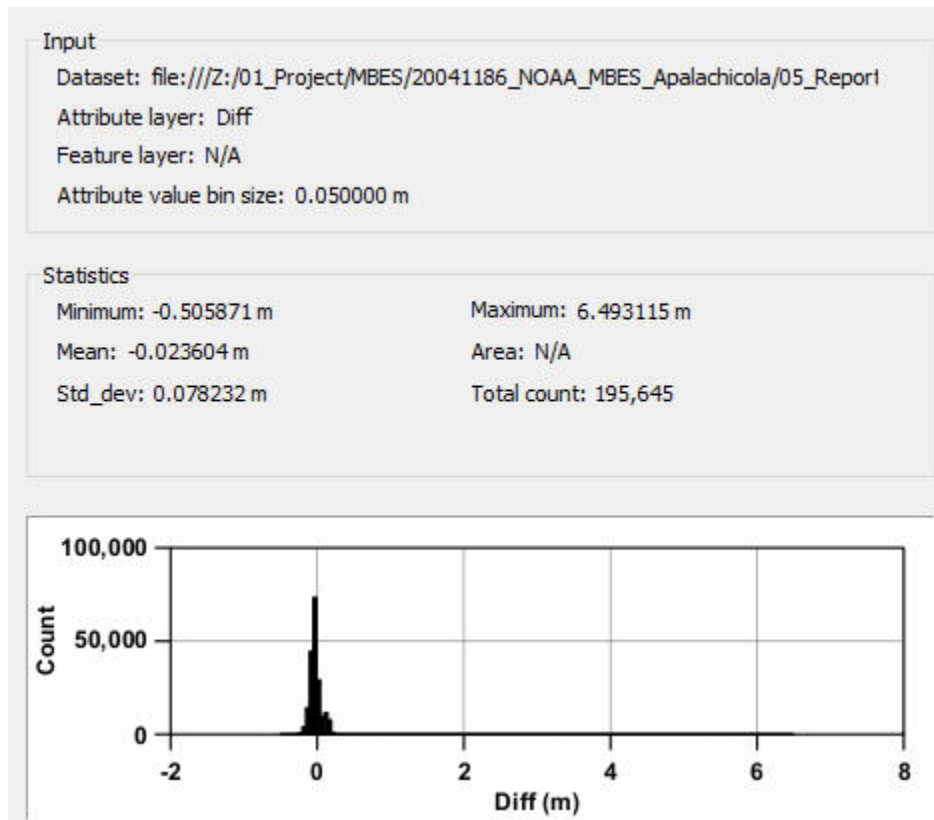 Input
Dataset: file:///Z:/01_Project/MBES/20041186_NOAA_MBES_Apalachicola/05_Report
Attribute layer: Diff
Feature layer: N/A
Attribute value bin size: 0.050000 m
Statistics
Minimum: -0.505871 m
Maximum: 6.493115 m
Mean: -0.023604 m
Area: N/A
Std_dev: 0.078232 m
Total count: 195,645
100,000
50,000
0
Count
-2 0 2 4 6 8
Diff (m)